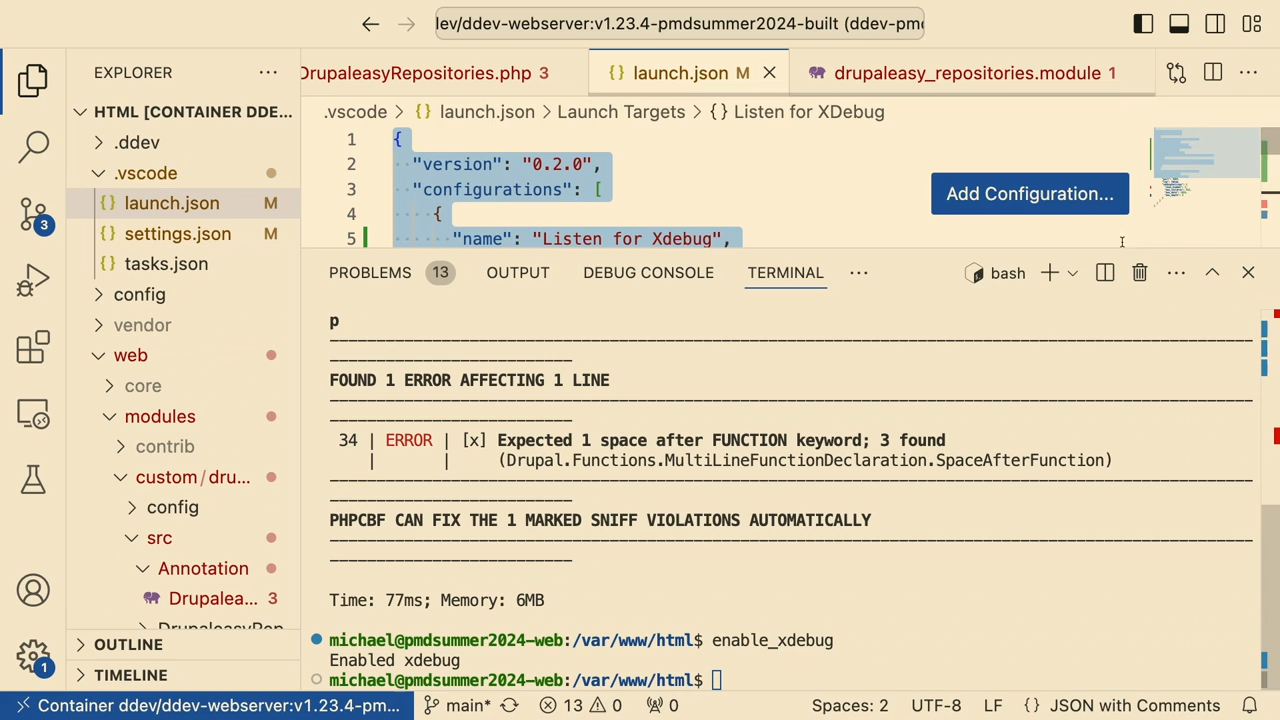 lev/ddev-webserver:v1.23.4-pmdsummer2024-built (ddev-pmd
EXPLORER
DrupaleasyRepositories.php 3
{} launch.json M
drupaleasy_repositories.module 1
HTML [CONTAINER DDE...
.ddev
.vscode
{} launch.json M
{} settings.json M
{} tasks.json
config
vendor
web
core
modules
contrib
custom/dru...
config
src
Annotation
Drupalea... 3
DrupaleasyRep
OUTLINE
TIMELINE
.vscode > {} launch.json > Launch Targets > {} Listen for XDebug
1 {
2 "version": "0.2.0",
3 "configurations": [
4 {
5 "name": "Listen for Xdebug",
Add Configuration...
PROBLEMS 13 OUTPUT DEBUG CONSOLE TERMINAL ··· bash
p
FOUND 1 ERROR AFFECTING 1 LINE
34 | ERROR | [x] Expected 1 space after FUNCTION keyword; 3 found
| | (Drupal.Functions.MultiLineFunctionDeclaration.SpaceAfterFunction)
PHPCBF CAN FIX THE 1 MARKED SNIFF VIOLATIONS AUTOMATICALLY
Time: 77ms; Memory: 6MB
michael@pmdsummer2024-web:/var/www/html$ enable_xdebug
Enabled xdebug
michael@pmdsummer2024-web:/var/www/html$
3
1
Container ddev/ddev-webserver:v1.23.4-pm... main* 13 0 0 Spaces: 2 UTF-8 LF {} JSON with Comments